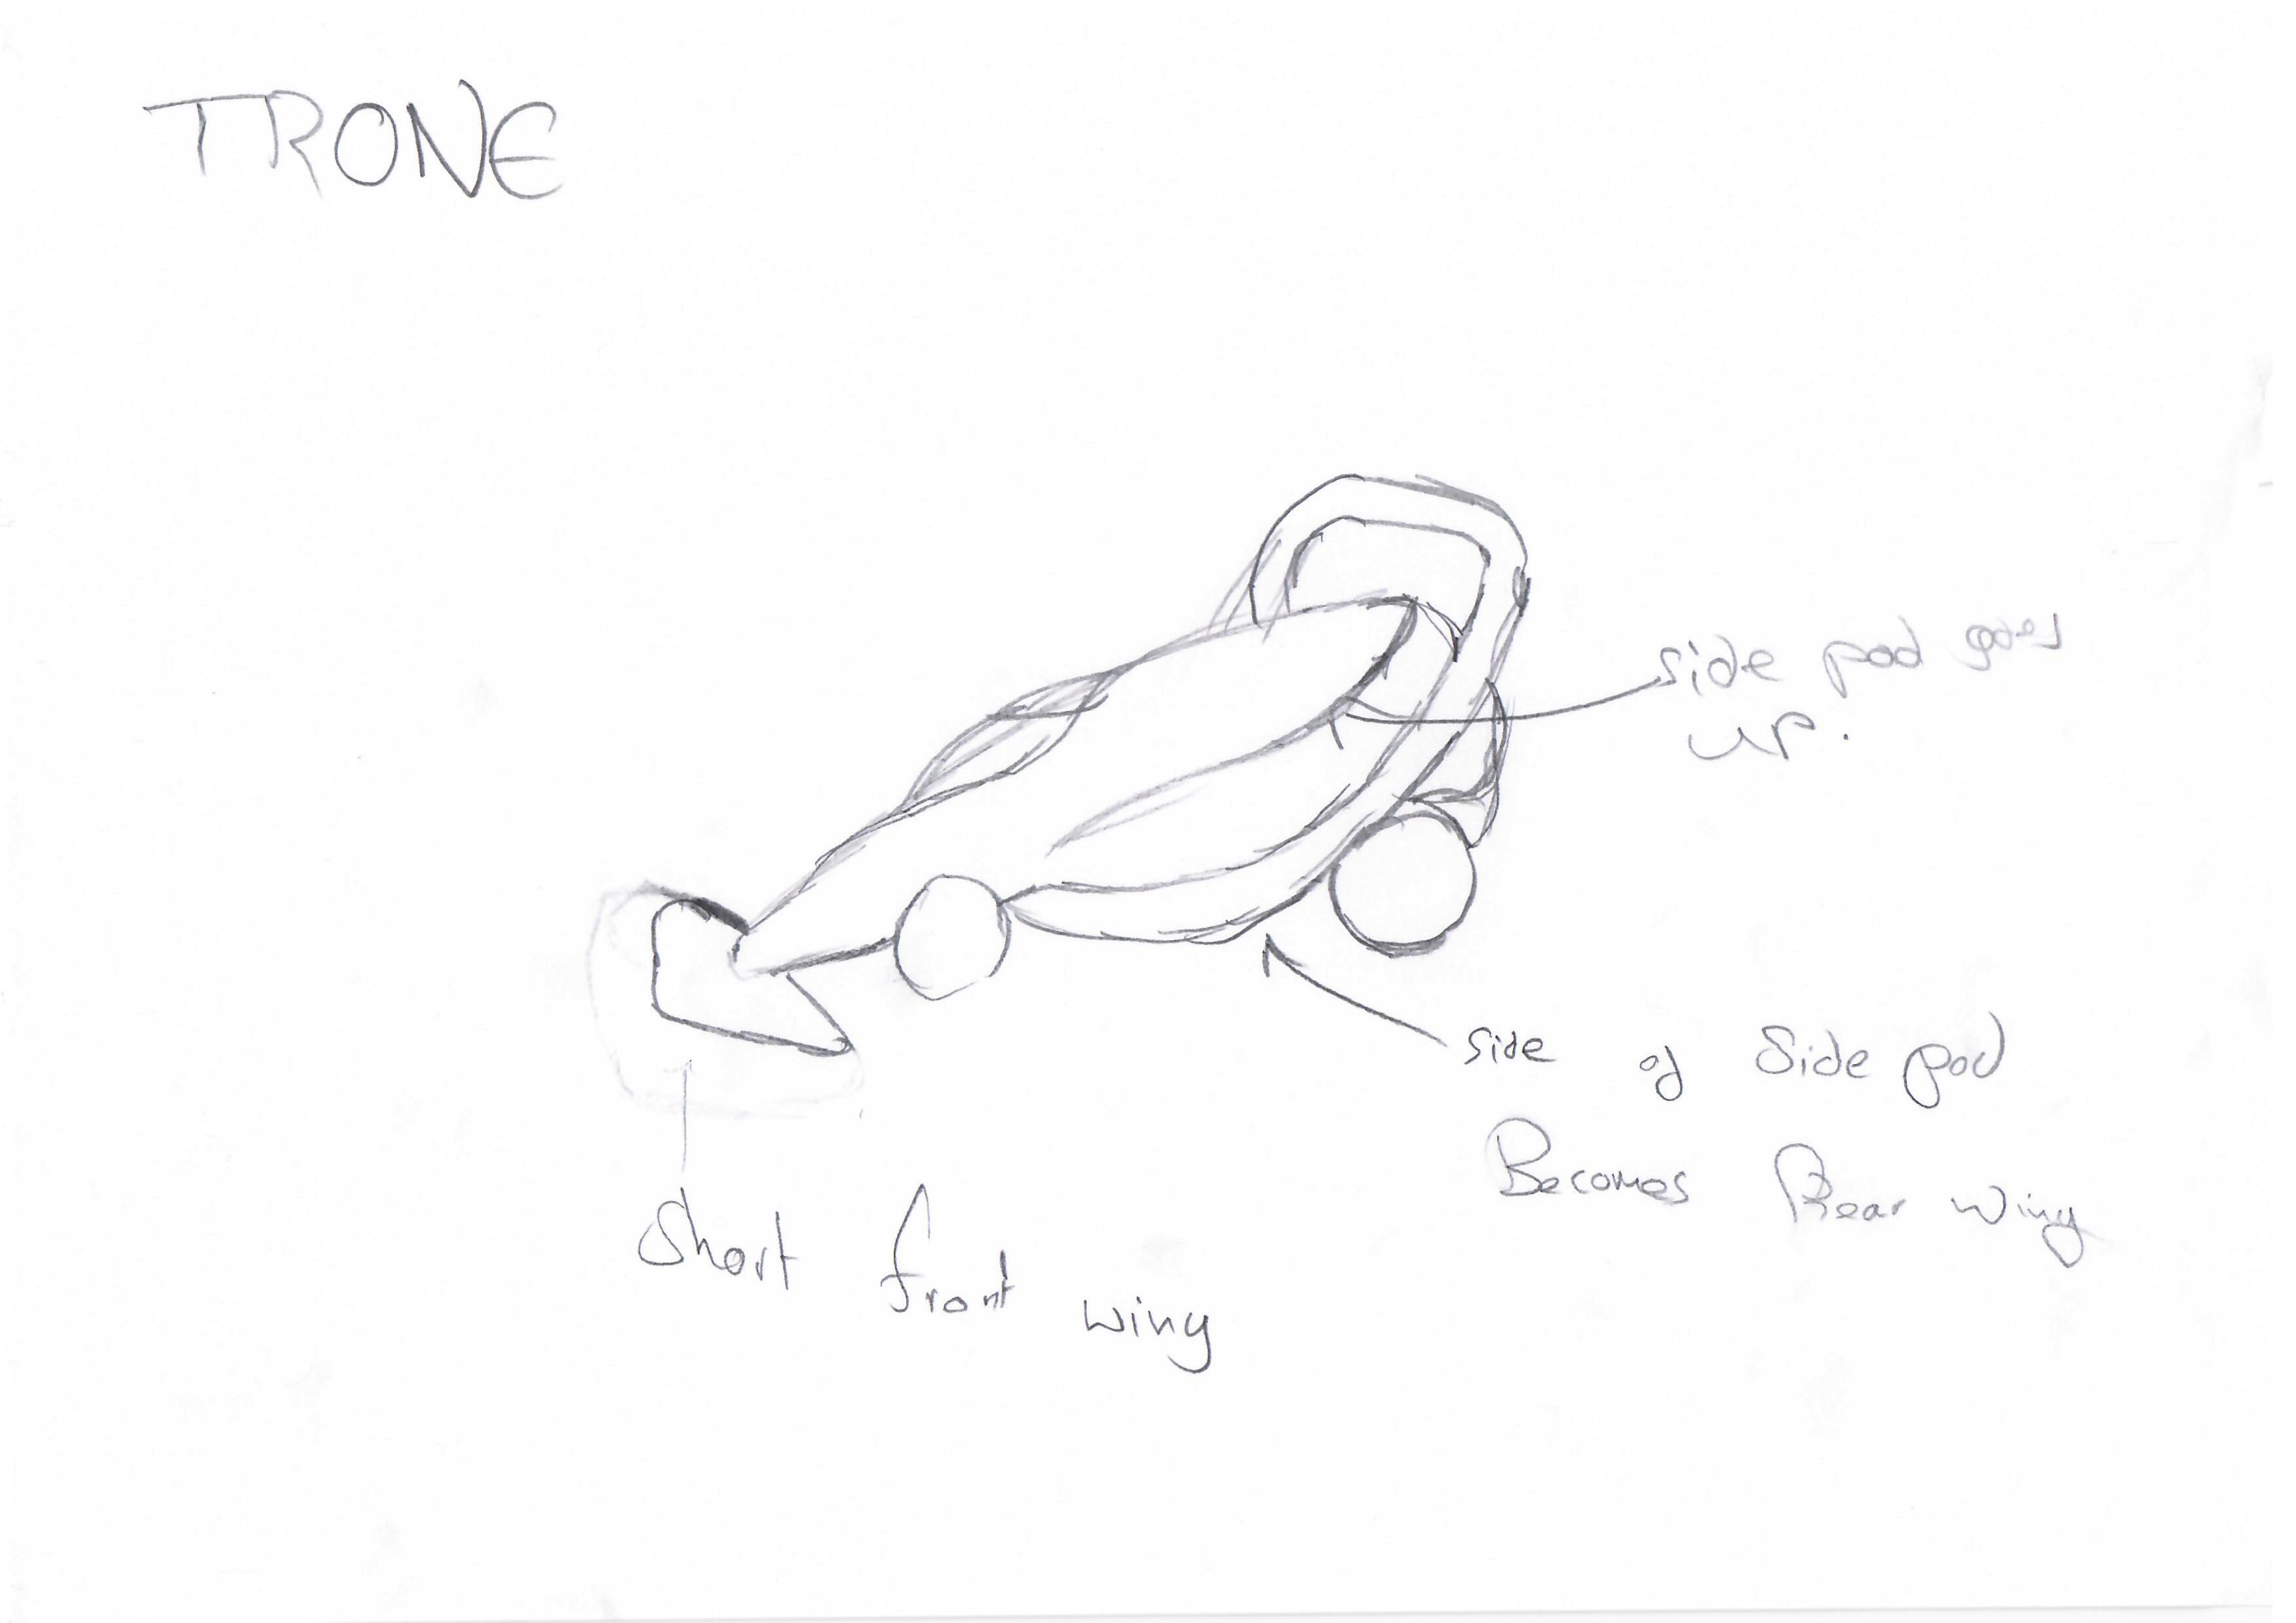 TRONE
side pod goes
up.
side of Side pod
Becomes Rear wing
Short front wing